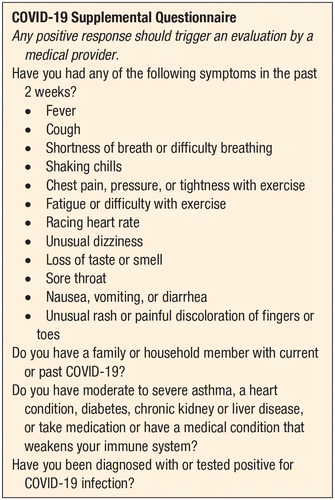 COVID-19 Supplemental Questionnaire
Any positive response should trigger an evaluation by a
medical provider.
Have you had any of the following symptoms in the past
2 weeks?
• Fever
• Cough
• Shortness of breath or difficulty breathing
• Shaking chills
• Chest pain, pressure, or tightness with exercise
• Fatigue or difficulty with exercise
• Racing heart rate
• Unusual dizziness
• Loss of taste or smell
• Sore throat
• Nausea, vomiting, or diarrhea
• Unusual rash or painful discoloration of fingers or
toes
Do you have a family or household member with current
or past COVID-19?
Do you have moderate to severe asthma, a heart
condition, diabetes, chronic kidney or liver disease,
or take medication or have a medical condition that
weakens your immune system?
Have you been diagnosed with or tested positive for
COVID-19 infection?